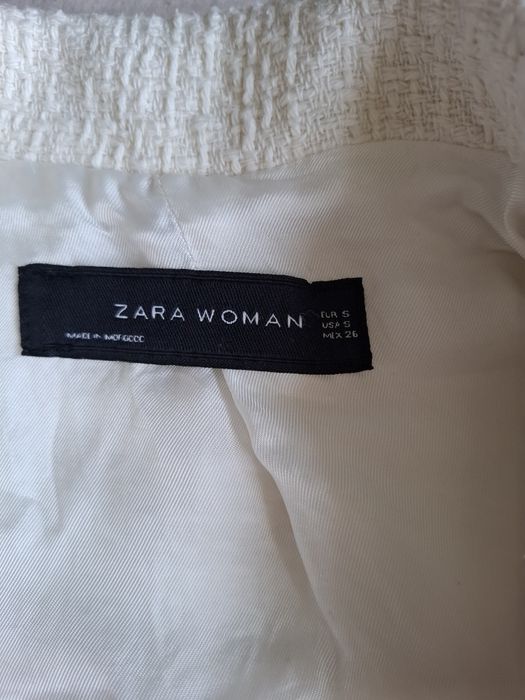 ZARA WOMAN
MADE IN MOROCCO
EUR S
USA S
MEX 26